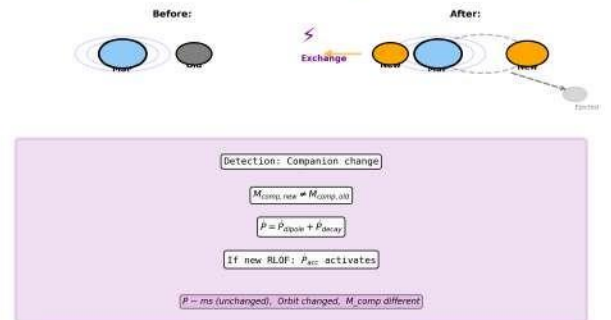 Before:
After:
Exchange
New
New
Ejected
Detection: Companion change
M_comp,new ≠ M_comp,old
Ṗ = Ṗ_dipole + Ṗ_decay
If new RLOF: Ṗ_acc activates
P ~ ms (unchanged), Orbit changed, M_comp different